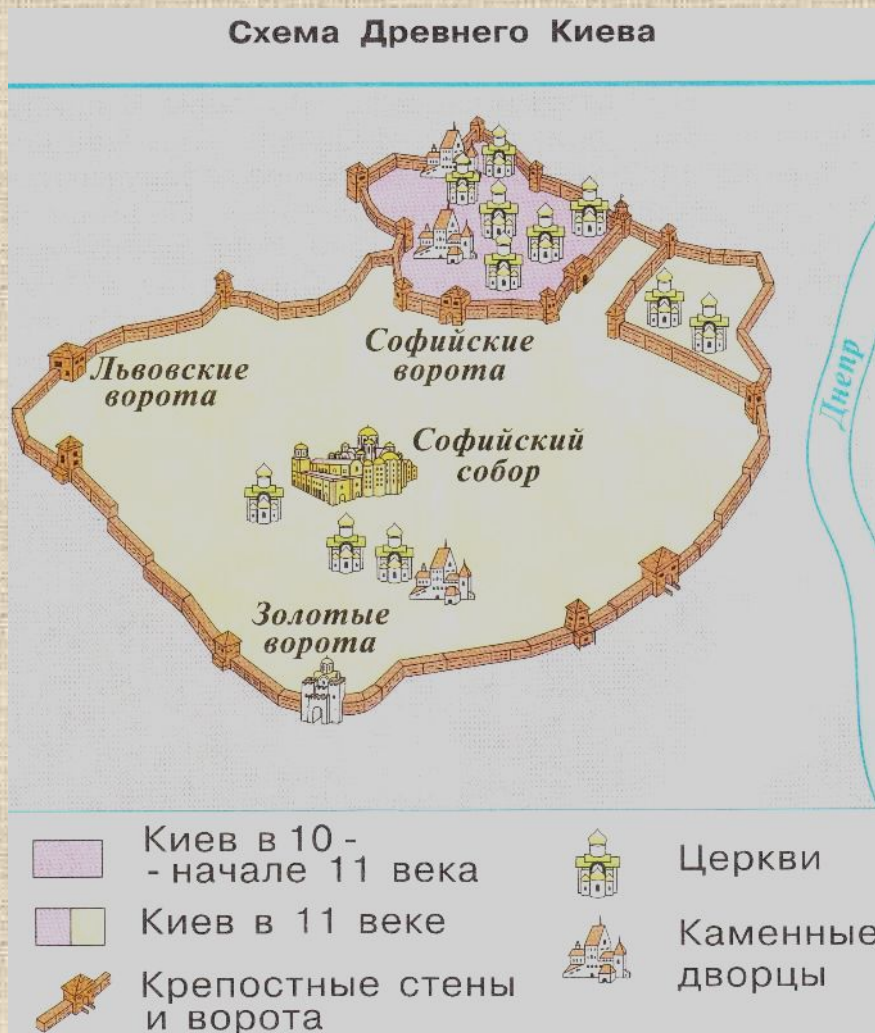 Схема Древнего Киева
Софийские
ворота
Львовские
ворота
Днепр
Софийский
собор
Золотые
ворота
Киев в 10 -
- начале 11 века
Киев в 11 веке
Крепостные стены
и ворота
Церкви
Каменные
дворцы